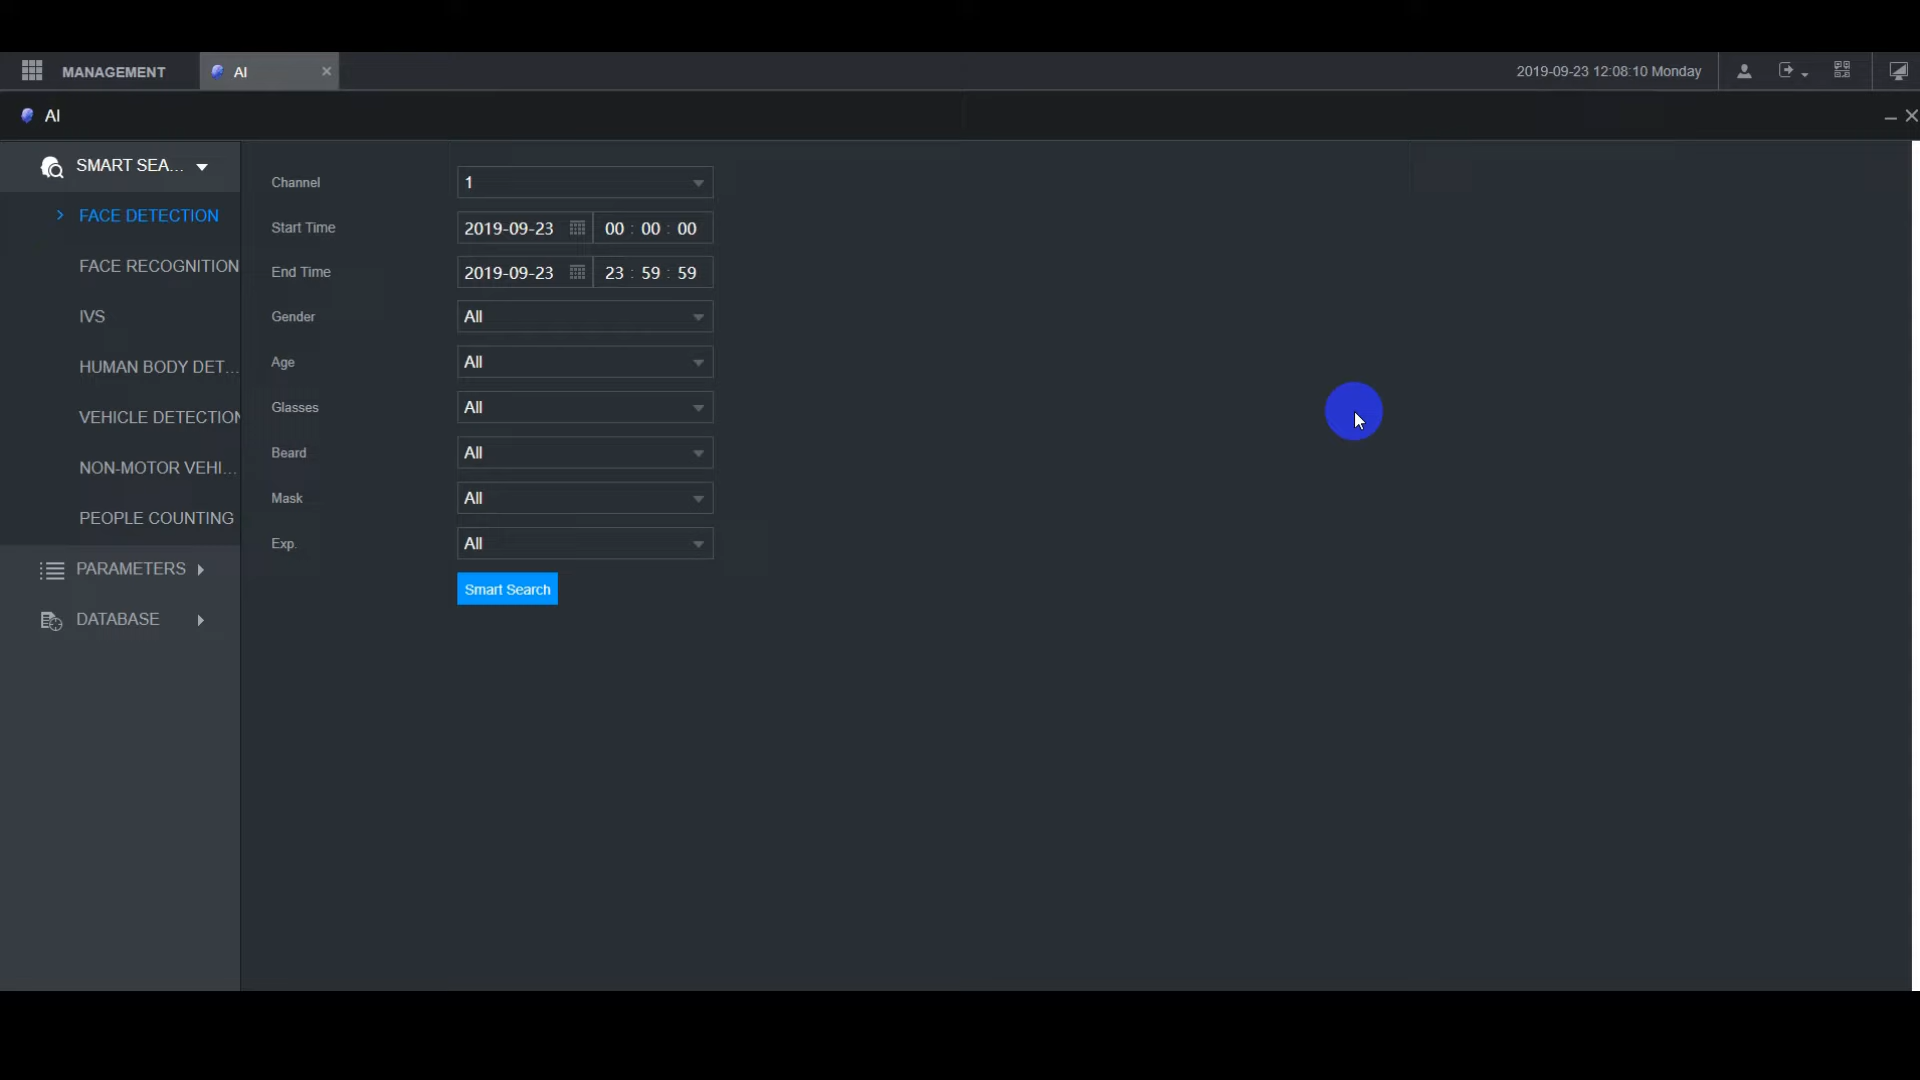 MANAGEMENT
AI
2019-09-23 12:08:10 Monday
AI
SMART SEA...
FACE DETECTION
FACE RECOGNITION
IVS
HUMAN BODY DET...
VEHICLE DETECTION
NON-MOTOR VEHI...
PEOPLE COUNTING
PARAMETERS
DATABASE
Channel 1
Start Time 2019-09-23 00 : 00 : 00
End Time 2019-09-23 23 : 59 : 59
Gender All
Age All
Glasses All
Beard All
Mask All
Exp. All
Smart Search